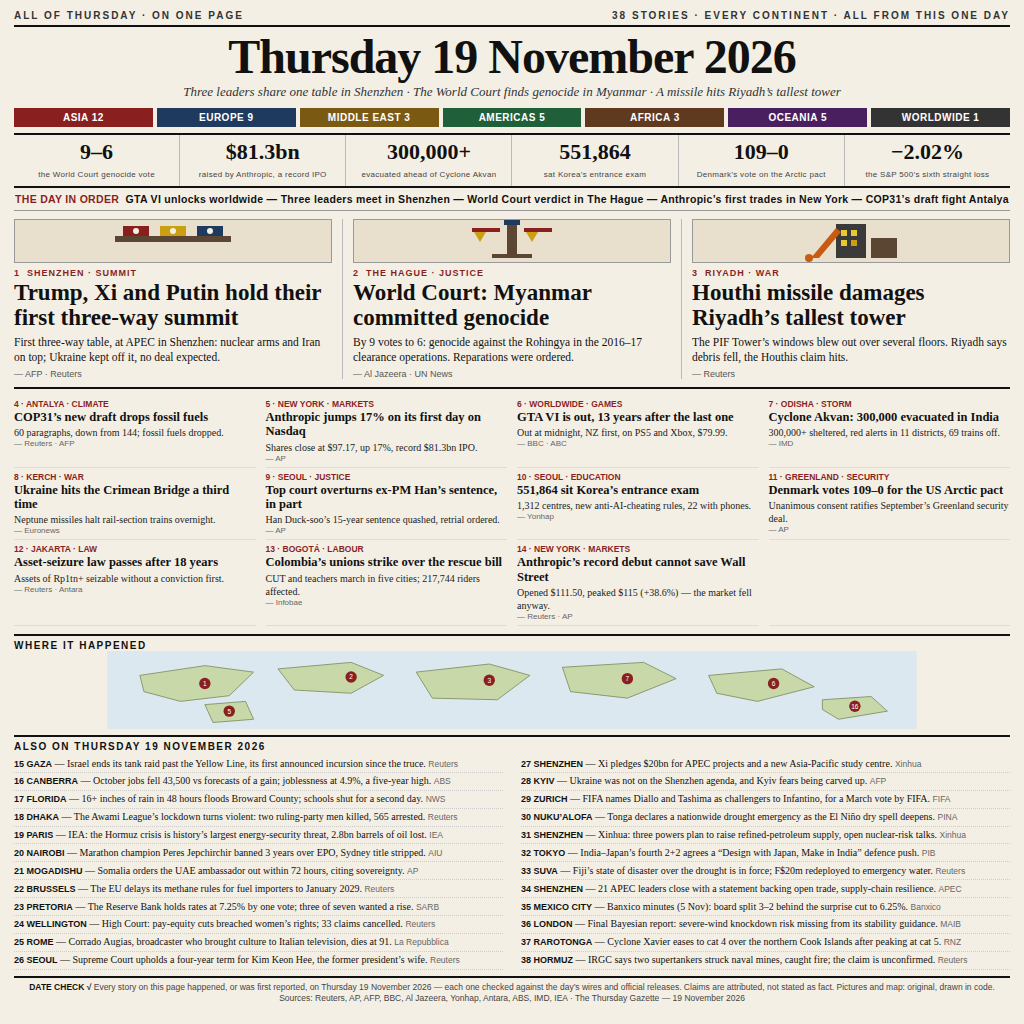 ALL OF THURSDAY · ON ONE PAGE
38 STORIES · EVERY CONTINENT · ALL FROM THIS ONE DAY
Thursday 19 November 2026
Three leaders share one table in Shenzhen · The World Court finds genocide in Myanmar · A missile hits Riyadh’s tallest tower
ASIA 12
EUROPE 9
MIDDLE EAST 3
AMERICAS 5
AFRICA 3
OCEANIA 5
WORLDWIDE 1
9–6
the World Court genocide vote
$81.3bn
raised by Anthropic, a record IPO
300,000+
evacuated ahead of Cyclone Akvan
551,864
sat Korea's entrance exam
109–0
Denmark's vote on the Arctic pact
−2.02%
the S&P 500's sixth straight loss
THE DAY IN ORDER GTA VI unlocks worldwide — Three leaders meet in Shenzhen — World Court verdict in The Hague — Anthropic's first trades in New York — COP31's draft fight Antalya
1 SHENZHEN · SUMMIT
Trump, Xi and Putin hold their
first three-way summit
First three-way table, at APEC in Shenzhen: nuclear arms and Iran
on top; Ukraine kept off it, no deal expected.
— AFP · Reuters
2 THE HAGUE · JUSTICE
World Court: Myanmar
committed genocide
By 9 votes to 6: genocide against the Rohingya in the 2016–17
clearance operations. Reparations were ordered.
— Al Jazeera · UN News
3 RIYADH · WAR
Houthi missile damages
Riyadh’s tallest tower
The PIF Tower’s windows blew out over several floors. Riyadh says
debris fell, the Houthis claim hits.
— Reuters
4 · ANTALYA · CLIMATE
COP31’s new draft drops fossil fuels
60 paragraphs, down from 144; fossil fuels dropped.
— Reuters · AFP
5 · NEW YORK · MARKETS
Anthropic jumps 17% on its first day on
Nasdaq
Shares close at $97.17, up 17%, record $81.3bn IPO.
— AP
6 · WORLDWIDE · GAMES
GTA VI is out, 13 years after the last one
Out at midnight, NZ first, on PS5 and Xbox, $79.99.
— BBC · ABC
7 · ODISHA · STORM
Cyclone Akvan: 300,000 evacuated in India
300,000+ sheltered, red alerts in 11 districts, 69 trains off.
— IMD
8 · KERCH · WAR
Ukraine hits the Crimean Bridge a third
time
Neptune missiles halt rail-section trains overnight.
— Euronews
9 · SEOUL · JUSTICE
Top court overturns ex-PM Han’s sentence,
in part
Han Duck-soo’s 15-year sentence quashed, retrial ordered.
— AP
10 · SEOUL · EDUCATION
551,864 sit Korea’s entrance exam
1,312 centres, new anti-AI-cheating rules, 22 with phones.
— Yonhap
11 · GREENLAND · SECURITY
Denmark votes 109–0 for the US Arctic pact
Unanimous consent ratifies September’s Greenland security
deal.
— AP
12 · JAKARTA · LAW
Asset-seizure law passes after 18 years
Assets of Rp1tn+ seizable without a conviction first.
— Reuters · Antara
13 · BOGOTÁ · LABOUR
Colombia’s unions strike over the rescue bill
CUT and teachers march in five cities; 217,744 riders
affected.
— Infobae
14 · NEW YORK · MARKETS
Anthropic’s record debut cannot save Wall
Street
Opened $111.50, peaked $115 (+38.6%) — the market fell
anyway.
— Reuters · AP
WHERE IT HAPPENED
1
2
3
7
6
5
16
ALSO ON THURSDAY 19 NOVEMBER 2026
15 GAZA — Israel ends its tank raid past the Yellow Line, its first announced incursion since the truce. Reuters
16 CANBERRA — October jobs fell 43,500 vs forecasts of a gain; joblessness at 4.9%, a five-year high. ABS
17 FLORIDA — 16+ inches of rain in 48 hours floods Broward County; schools shut for a second day. NWS
18 DHAKA — The Awami League’s lockdown turns violent: two ruling-party men killed, 565 arrested. Reuters
19 PARIS — IEA: the Hormuz crisis is history’s largest energy-security threat, 2.8bn barrels of oil lost. IEA
20 NAIROBI — Marathon champion Peres Jepchirchir banned 3 years over EPO, Sydney title stripped. AIU
21 MOGADISHU — Somalia orders the UAE ambassador out within 72 hours, citing sovereignty. AP
22 BRUSSELS — The EU delays its methane rules for fuel importers to January 2029. Reuters
23 PRETORIA — The Reserve Bank holds rates at 7.25% by one vote; three of seven wanted a rise. SARB
24 WELLINGTON — High Court: pay-equity cuts breached women’s rights; 33 claims cancelled. Reuters
25 ROME — Corrado Augias, broadcaster who brought culture to Italian television, dies at 91. La Repubblica
26 SEOUL — Supreme Court upholds a four-year term for Kim Keon Hee, the former president’s wife. Reuters
27 SHENZHEN — Xi pledges $20bn for APEC projects and a new Asia-Pacific study centre. Xinhua
28 KYIV — Ukraine was not on the Shenzhen agenda, and Kyiv fears being carved up. AFP
29 ZURICH — FIFA names Diallo and Tashima as challengers to Infantino, for a March vote by FIFA. FIFA
30 NUKU’ALOFA — Tonga declares a nationwide drought emergency as the El Niño dry spell deepens. PINA
31 SHENZHEN — Xinhua: three powers plan to raise refined-petroleum supply, open nuclear-risk talks. Xinhua
32 TOKYO — India–Japan’s fourth 2+2 agrees a “Design with Japan, Make in India” defence push. PIB
33 SUVA — Fiji’s state of disaster over the drought is in force; F$20m redeployed to emergency water. Reuters
34 SHENZHEN — 21 APEC leaders close with a statement backing open trade, supply-chain resilience. APEC
35 MEXICO CITY — Banxico minutes (5 Nov): board split 3–2 behind the surprise cut to 6.25%. Banxico
36 LONDON — Final Bayesian report: severe-wind knockdown risk missing from its stability guidance. MAIB
37 RAROTONGA — Cyclone Xavier eases to cat 4 over the northern Cook Islands after peaking at cat 5. RNZ
38 HORMUZ — IRGC says two supertankers struck naval mines, caught fire; the claim is unconfirmed. Reuters
DATE CHECK √ Every story on this page happened, or was first reported, on Thursday 19 November 2026 — each one checked against the day's wires and official releases. Claims are attributed, not stated as fact. Pictures and map: original, drawn in code.
Sources: Reuters, AP, AFP, BBC, Al Jazeera, Yonhap, Antara, ABS, IMD, IEA · The Thursday Gazette — 19 November 2026